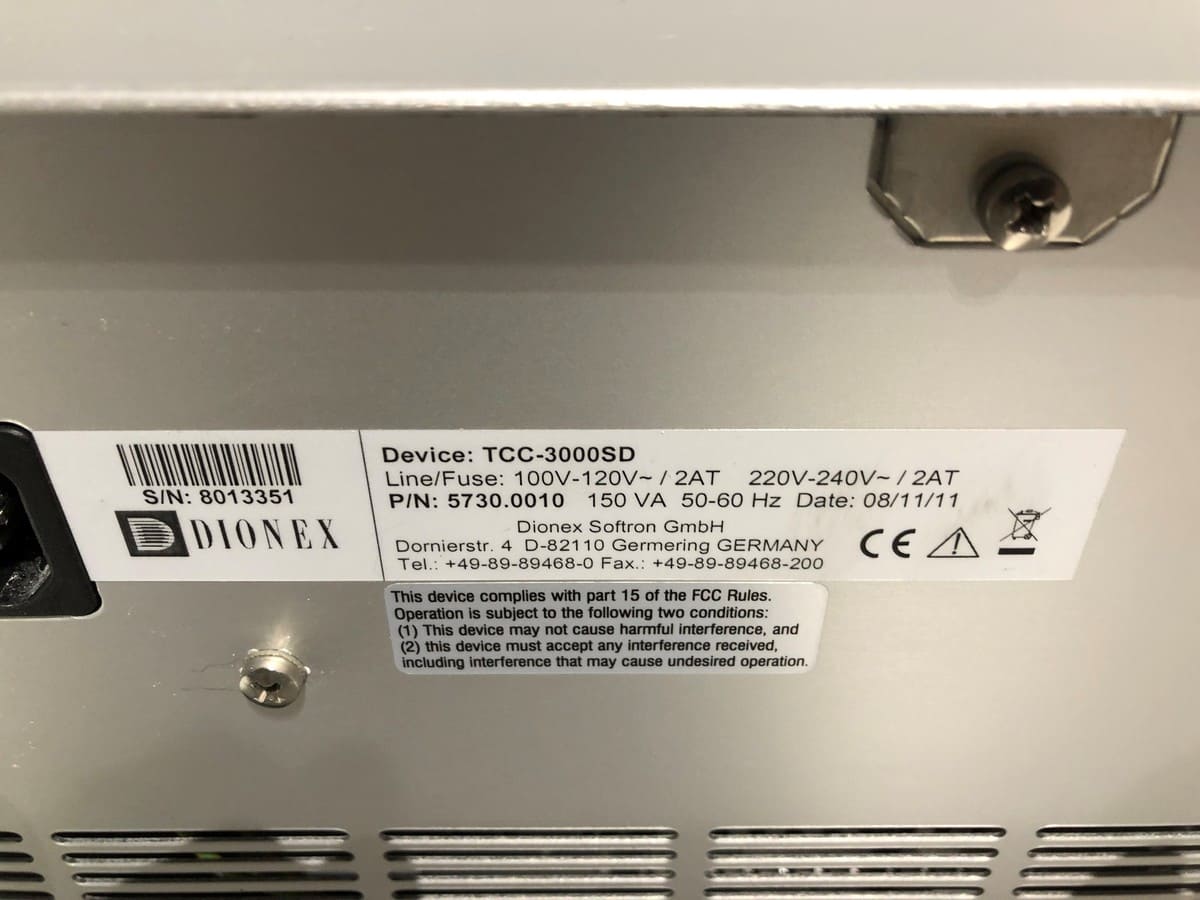 S/N: 8013351
DIONEX
Device: TCC-3000SD
Line/Fuse: 100V-120V~ / 2AT 220V-240V~ / 2AT
P/N: 5730.0010 150 VA 50-60 Hz Date: 08/11/11
Dionex Softron GmbH
Dornierstr. 4 D-82110 Germering GERMANY
Tel.: +49-89-89468-0 Fax.: +49-89-89468-200
CE
This device complies with part 15 of the FCC Rules.
Operation is subject to the following two conditions:
(1) This device may not cause harmful interference, and
(2) this device must accept any interference received,
including interference that may cause undesired operation.